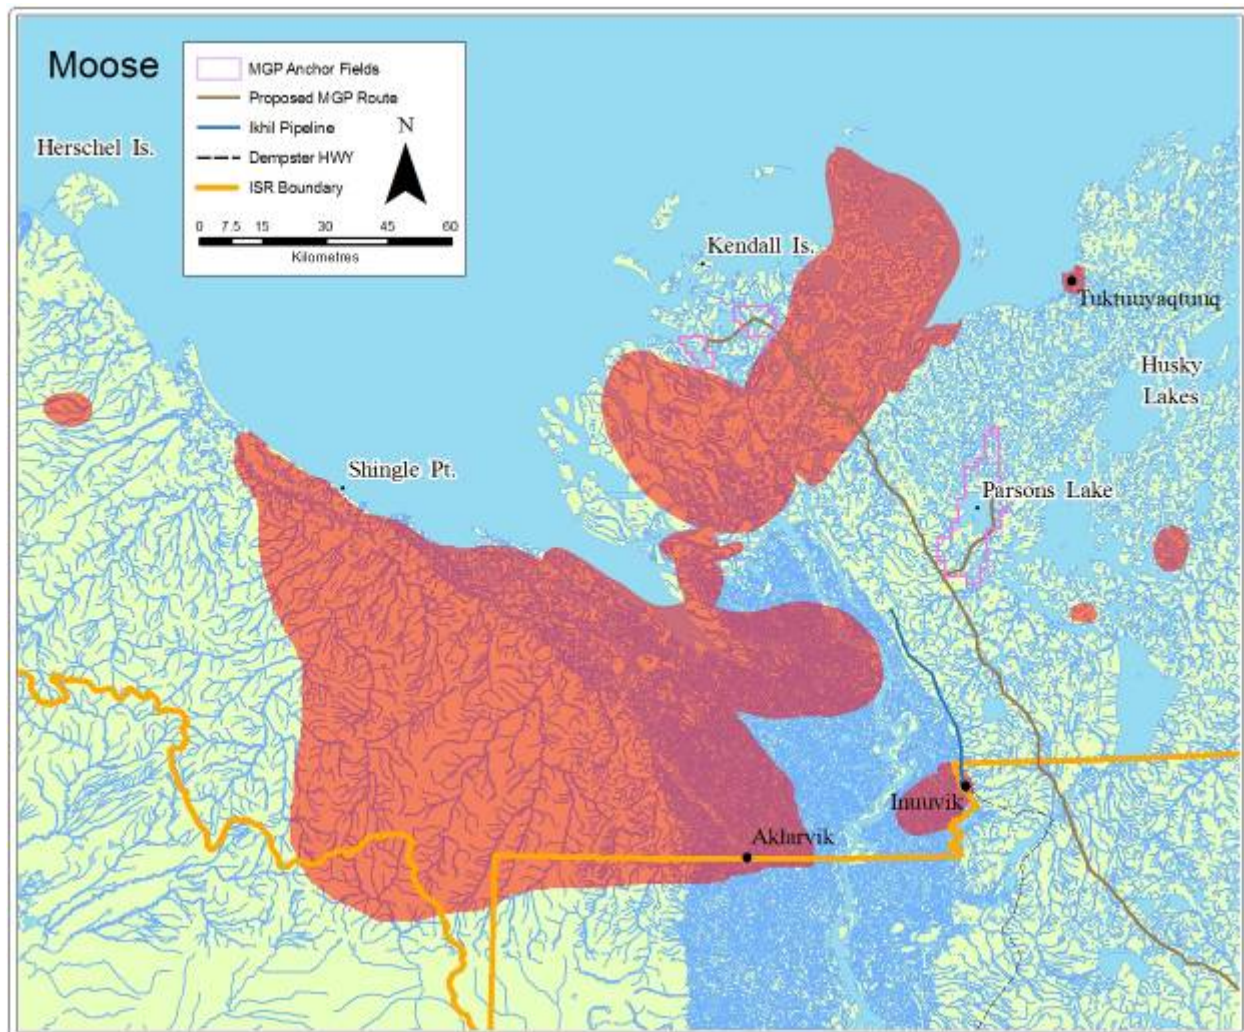 Moose
MGP Anchor Fields
Proposed MGP Route
Ikhil Pipeline
Dempster HWY
ISR Boundary
N
0 7.5 15 30 45 60
Kilometres
Herschel Is.
Kendall Is.
Tuktuuyaqtuuq
Husky
Lakes
Shingle Pt.
Parsons Lake
Inuuvik
Aklarvik